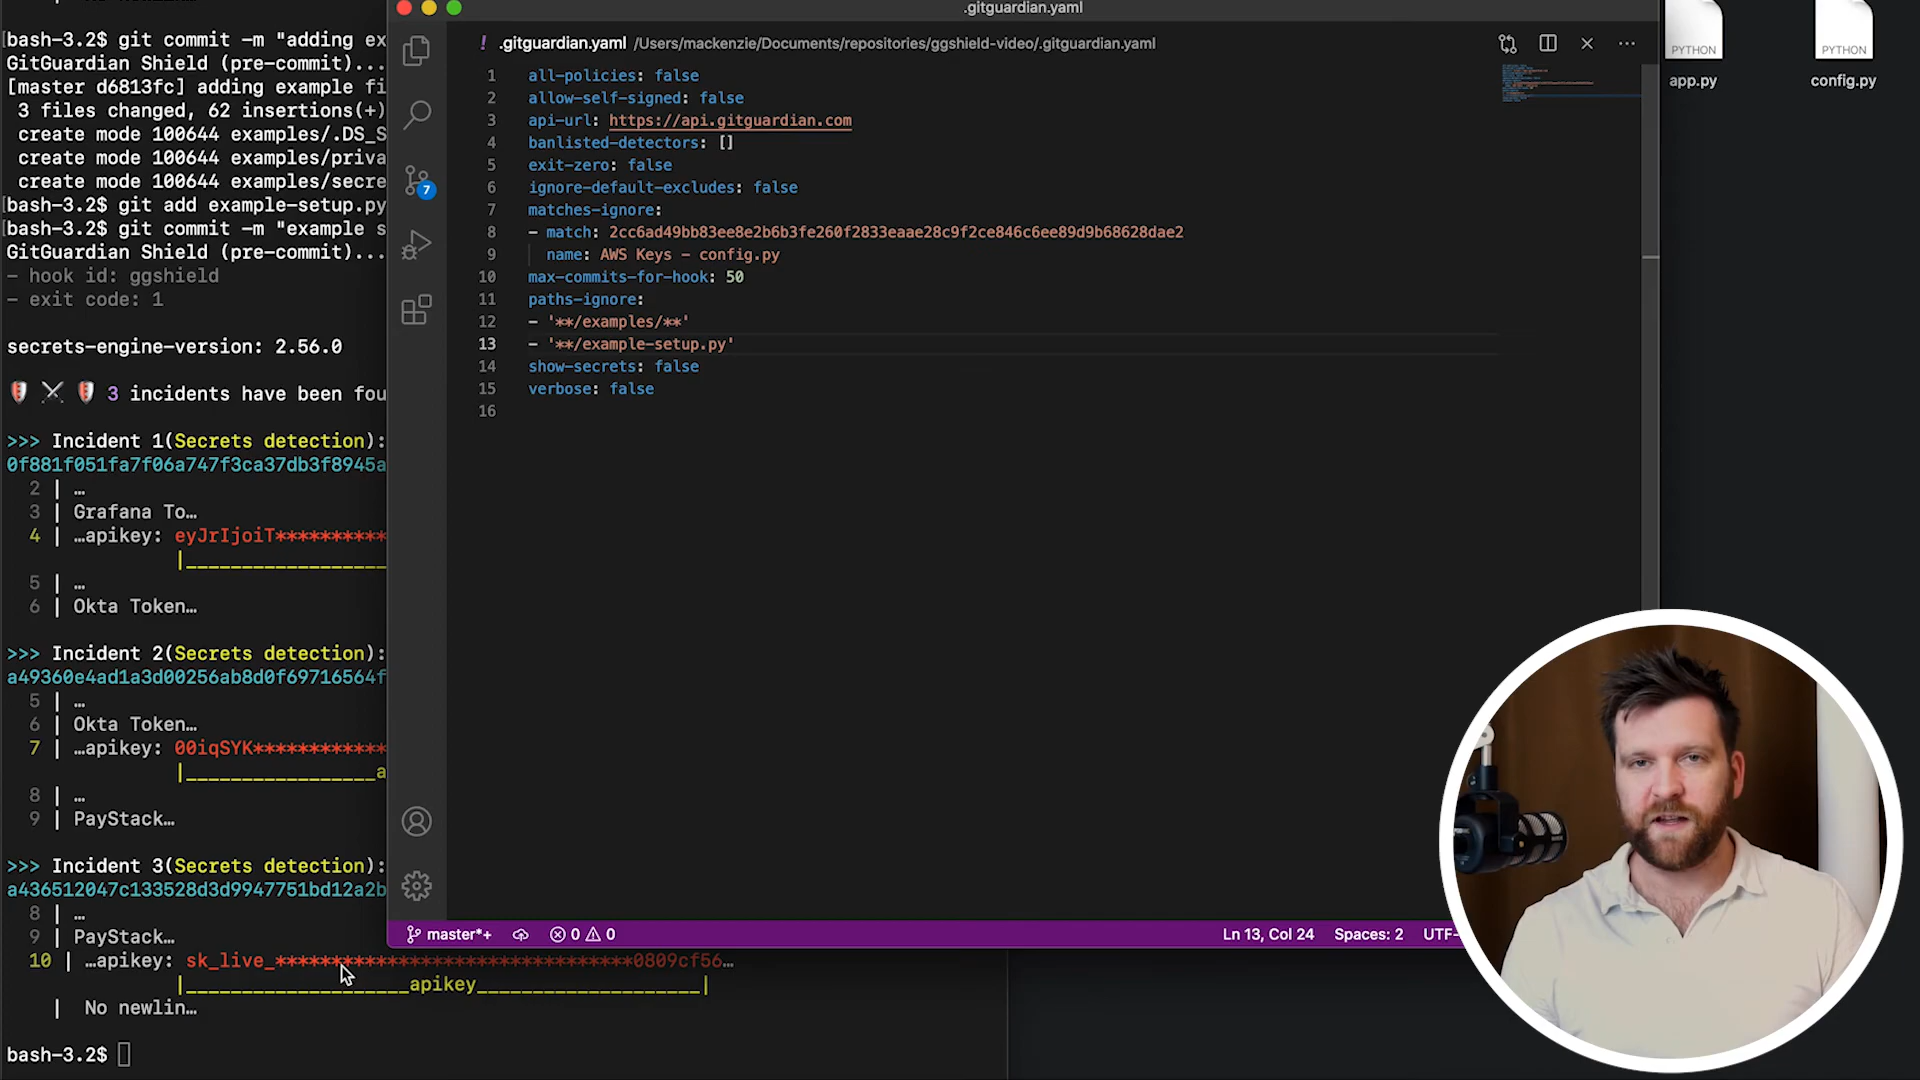 [bash-3.2$ git commit -m "adding ex
GitGuardian Shield (pre-commit)...
[master d6813fc] adding example fi
3 files changed, 62 insertions(+)
create mode 100644 examples/.DS_S
create mode 100644 examples/priva
create mode 100644 examples/secre
[bash-3.2$ git add example-setup.py
[bash-3.2$ git commit -m "example s
GitGuardian Shield (pre-commit)...
- hook id: ggshield
- exit code: 1
secrets-engine-version: 2.56.0
3 incidents have been fou
>>> Incident 1(Secrets detection):
0f881f051fa7f06a747f3ca37db3f8945a
2 | …
3 | Grafana To…
4 | …apikey: eyJrIjoiT**********
|__________________
5 | …
6 | Okta Token…
>>> Incident 2(Secrets detection):
a49360e4ad1a3d00256ab8d0f69716564f
5 | …
6 | Okta Token…
7 | …apikey: 00iqSYK************
|_________________a
8 | …
9 | PayStack…
>>> Incident 3(Secrets detection):
a436512047c133528d3d9947751bd12a2b
8 | …
9 | PayStack…
10 | …apikey: sk_live_********************************0809cf56…
|____________________apikey____________________|
| No newlin…
bash-3.2$
.gitguardian.yaml
! .gitguardian.yaml /Users/mackenzie/Documents/repositories/ggshield-video/.gitguardian.yaml
1 all-policies: false
2 allow-self-signed: false
3 api-url: https://api.gitguardian.com
4 banlisted-detectors: []
5 exit-zero: false
6 ignore-default-excludes: false
7 matches-ignore:
8 - match: 2cc6ad49bb83ee8e2b6b3fe260f2833eaae28c9f2ce846c6ee89d9b68628dae2
9 name: AWS Keys - config.py
10 max-commits-for-hook: 50
11 paths-ignore:
12 - '**/examples/**'
13 - '**/example-setup.py'
14 show-secrets: false
15 verbose: false
16
7
master*+ 0 0 Ln 13, Col 24 Spaces: 2 UTF-
PYTHON
app.py
PYTHON
config.py